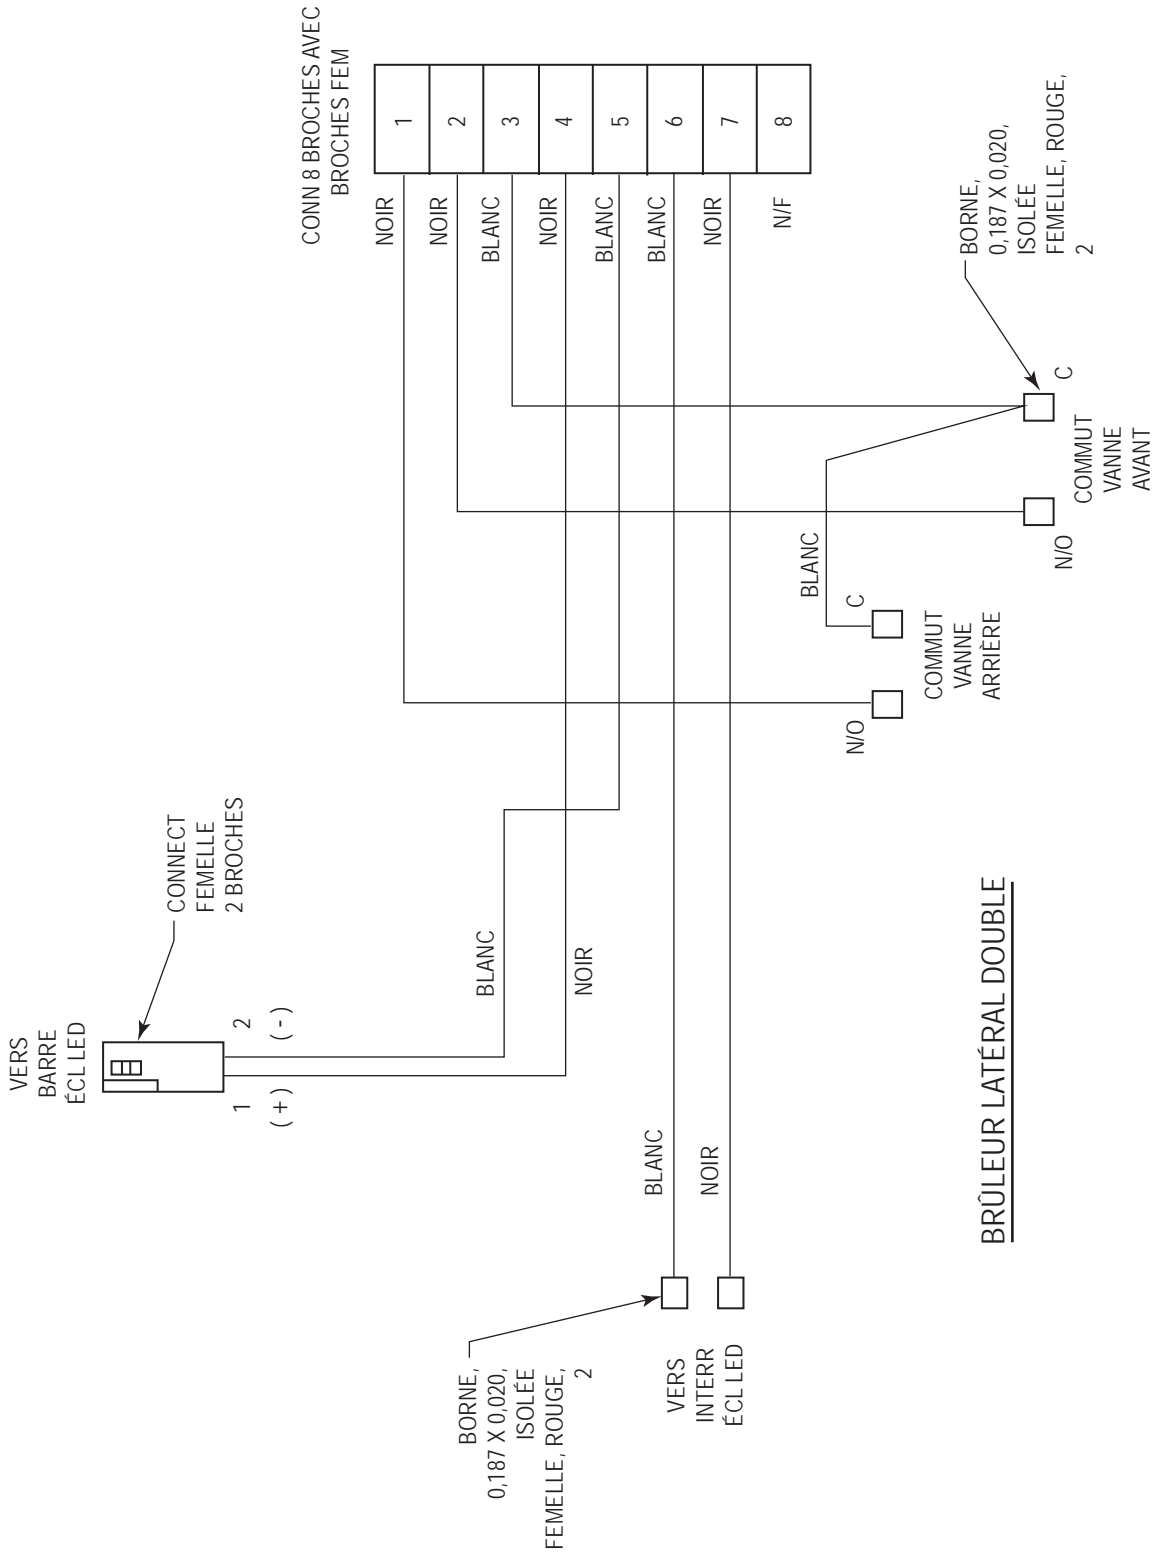 CONN 8 BROCHES AVEC
BROCHES FEM
1
2
3
4
5
6
7
8
NOIR
NOIR
BLANC
NOIR
BLANC
BLANC
NOIR
N/F
BORNE,
0,187 X 0,020,
ISOLÉE
FEMELLE, ROUGE,
2
C
COMMUT
VANNE
AVANT
N/O
BLANC
C
COMMUT
VANNE
ARRIÈRE
N/O
CONNECT
FEMELLE
2 BROCHES
VERS
BARRE
ÉCL LED
2
(-)
1
(+)
BLANC
NOIR
BLANC
NOIR
BORNE,
0,187 X 0,020,
ISOLÉE
FEMELLE, ROUGE,
2
VERS
INTERR
ÉCL LED
BRÛLEUR LATÉRAL DOUBLE